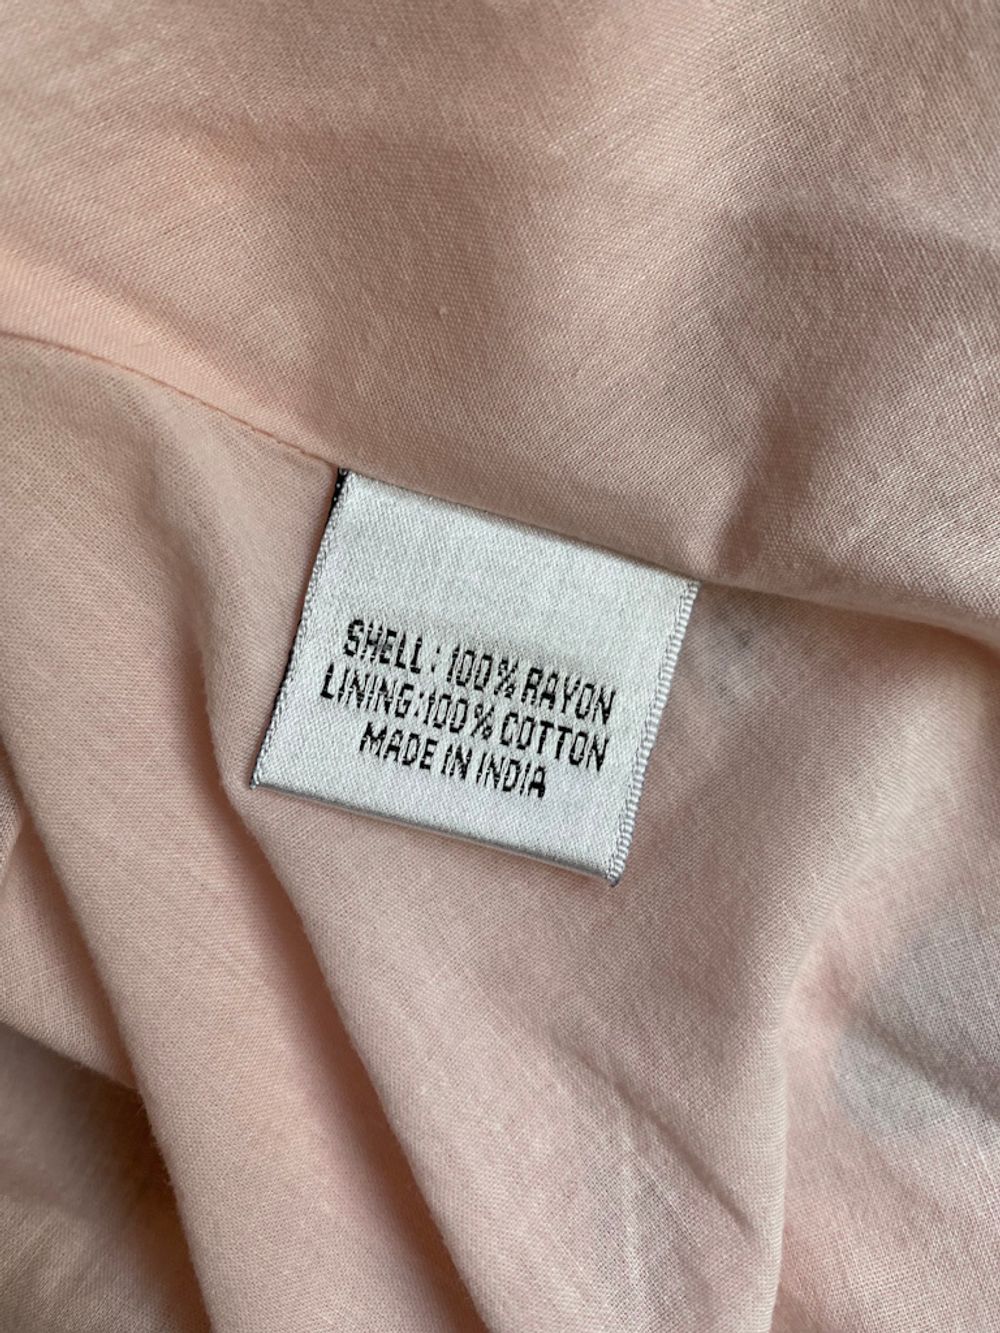 SHELL: 100% RAYON
LINING:100% COTTON
MADE IN INDIA